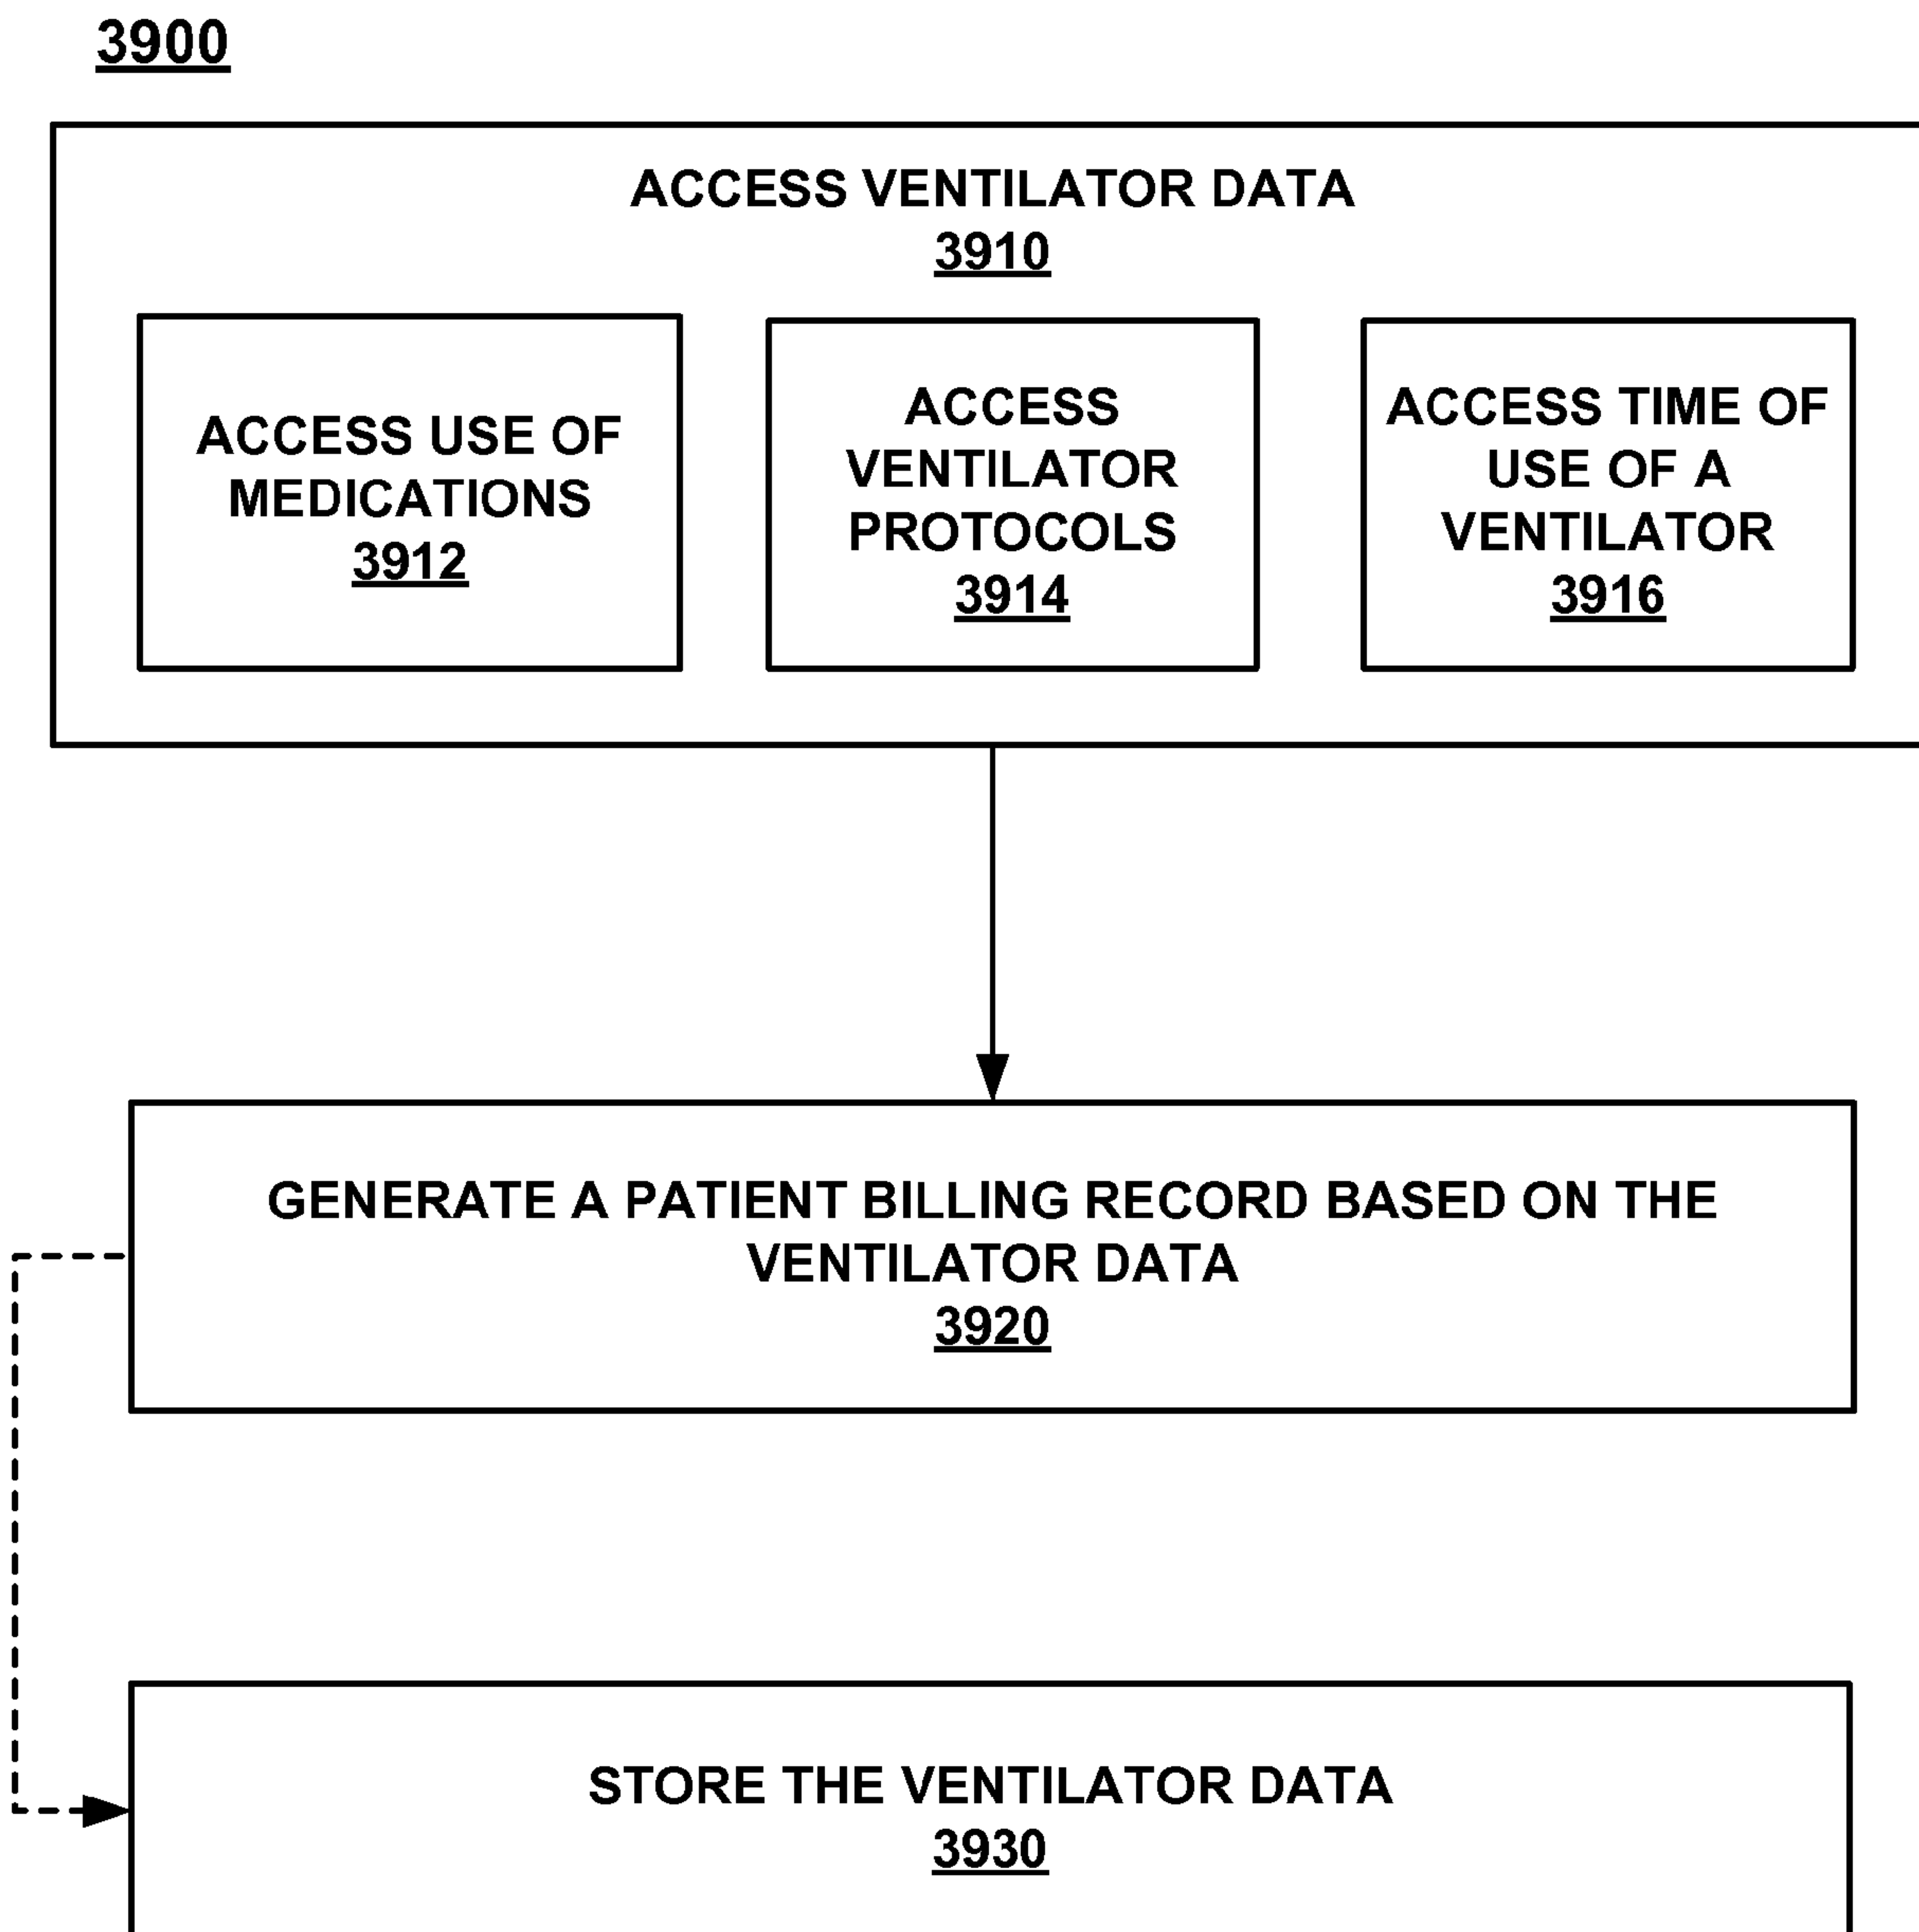 3900
ACCESS VENTILATOR DATA
3910
ACCESS USE OF
MEDICATIONS
3912
ACCESS
VENTILATOR
PROTOCOLS
3914
ACCESS TIME OF
USE OF A
VENTILATOR
3916
GENERATE A PATIENT BILLING RECORD BASED ON THE
VENTILATOR DATA
3920
STORE THE VENTILATOR DATA
3930